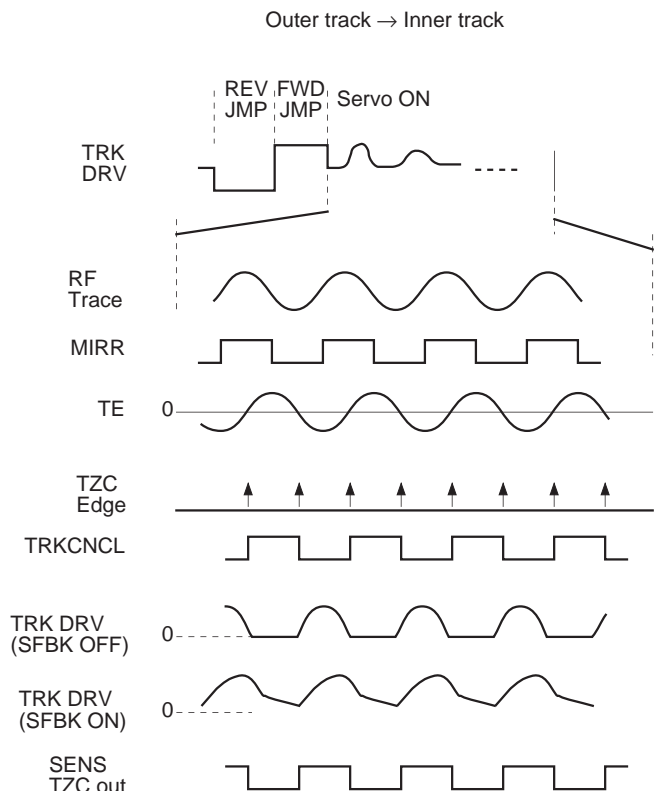 Outer track → Inner track
REV FWD
JMP JMP Servo ON
TRK
DRV
RF
Trace
MIRR
TE 0
TZC
Edge
TRKCNCL
TRK DRV
(SFBK OFF) 0
TRK DRV 0
(SFBK ON)
SENS
TZC out